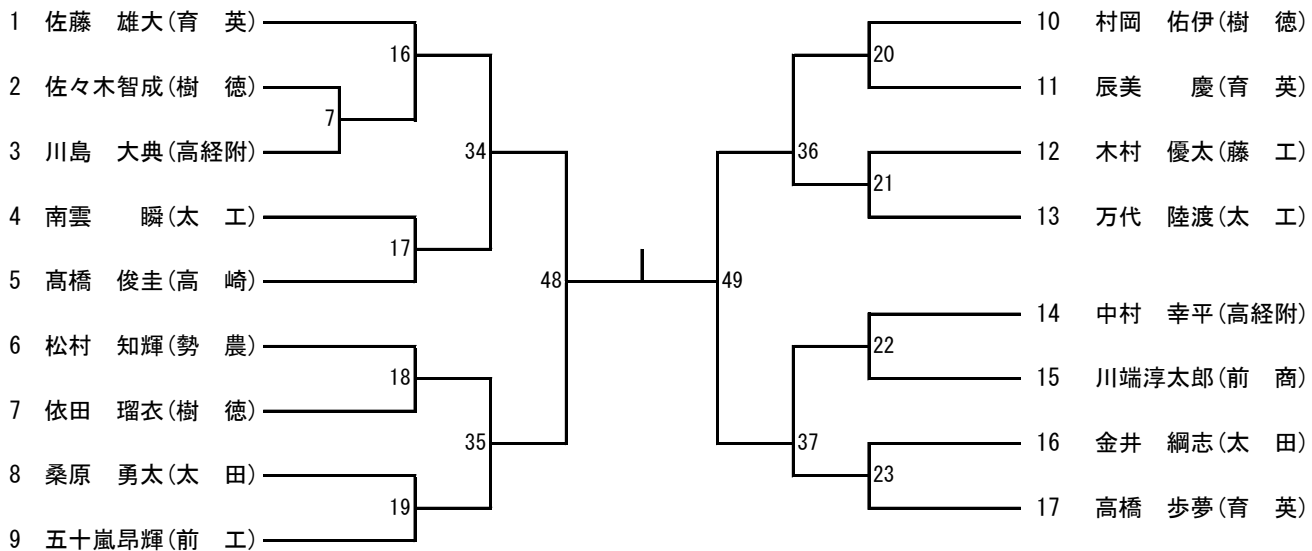 1 佐藤　雄大(育　英)
2 佐々木智成(樹　徳)
3 川島　大典(高経附)
4 南雲　　瞬(太　工)
5 髙橋　俊圭(高　崎)
6 松村　知輝(勢　農)
7 依田　瑠衣(樹　徳)
8 桑原　勇太(太　田)
9 五十嵐昂輝(前　工)
16
7
34
17
48
18
35
19
10 村岡　佑伊(樹　徳)
11 辰美　　慶(育　英)
12 木村　優太(藤　工)
13 万代　陸渡(太　工)
14 中村　幸平(高経附)
15 川端淳太郎(前　商)
16 金井　綱志(太　田)
17 高橋　歩夢(育　英)
20
36
21
49
22
37
23